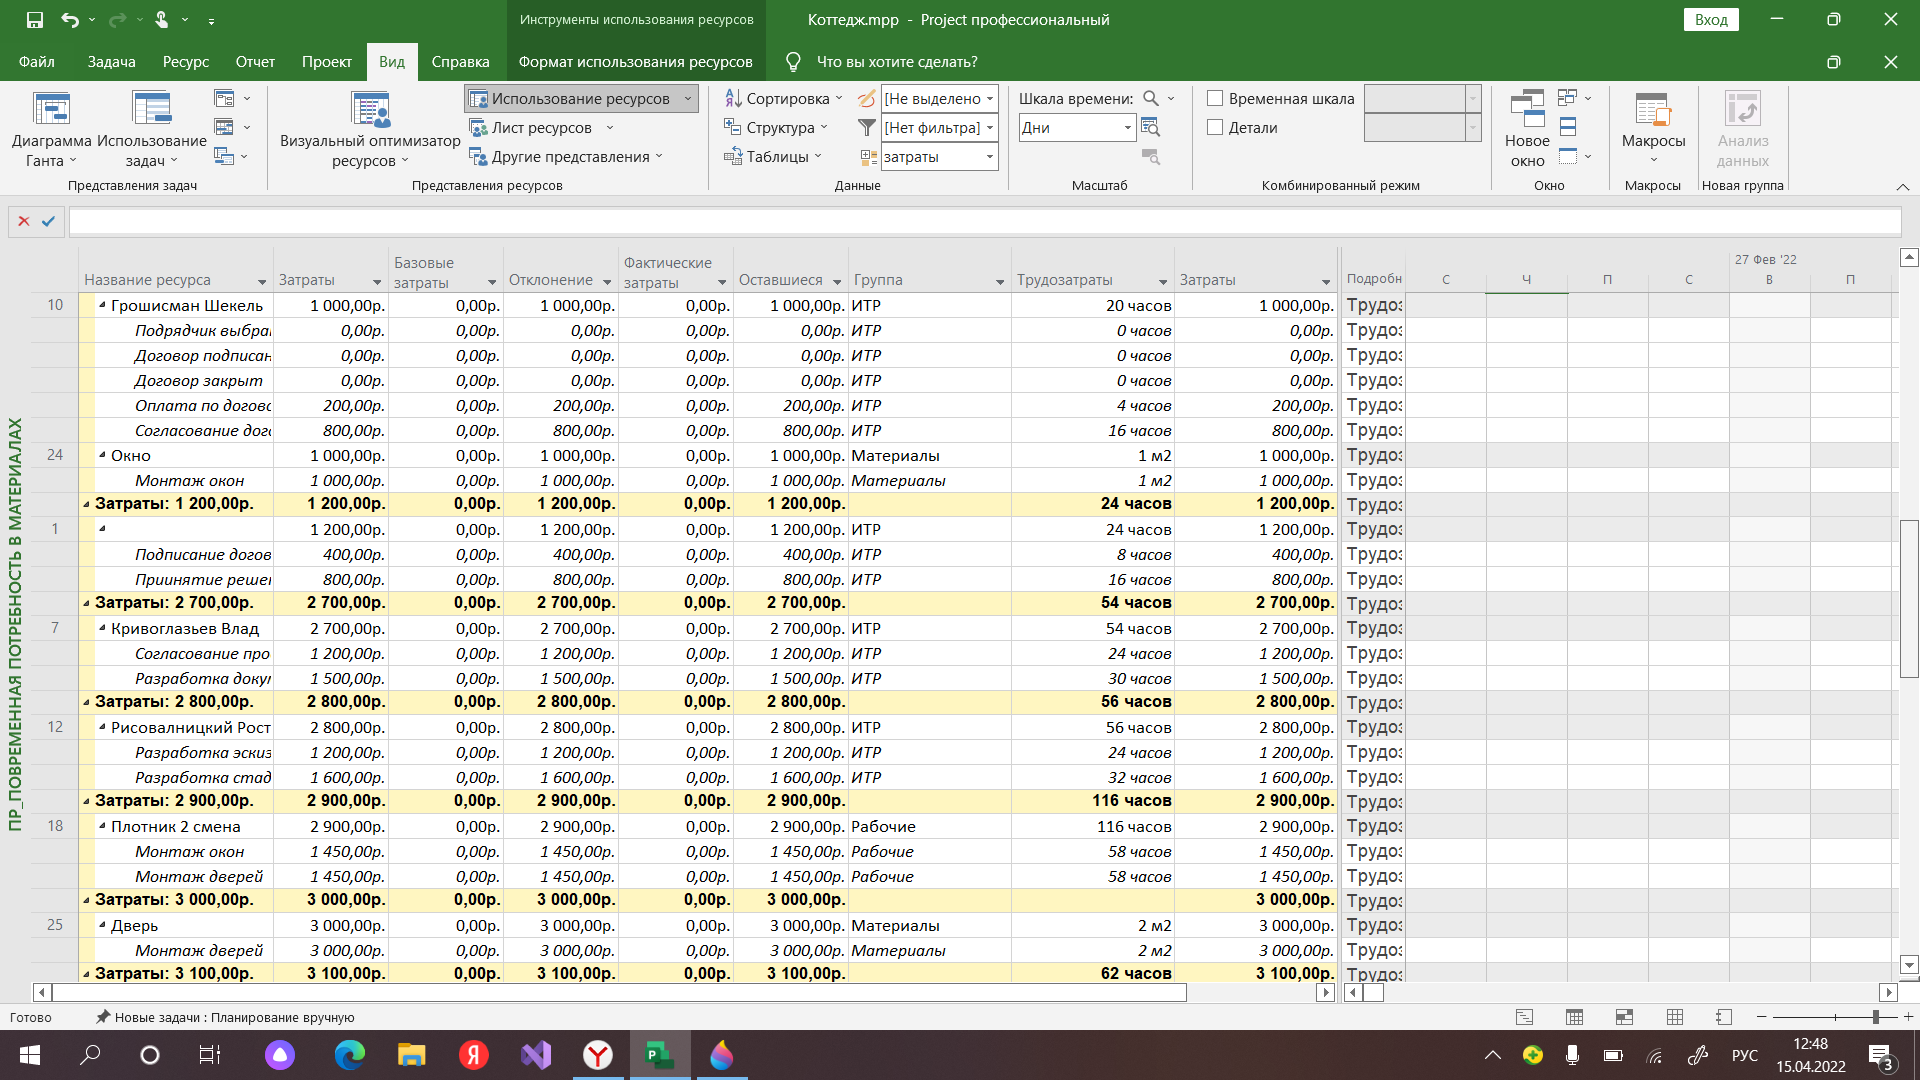 Инструменты использования ресурсов
Коттедж.mpp - Project профессиональный
Вход
Файл Задача Ресурс Отчет Проект Вид Справка Формат использования ресурсов Что вы хотите сделать?
Диаграмма Ганта
Использование задач
Представления задач
Визуальный оптимизатор ресурсов
Использование ресурсов
Лист ресурсов
Другие представления
Представления ресурсов
Сортировка
Структура
Таблицы
[Не выделено
[Нет фильтра]
затраты
Данные
Шкала времени:
Дни
Масштаб
Временная шкала
Детали
Комбинированный режим
Новое окно
Окно
Макросы
Макросы
Анализ данных
Новая группа
ПР_ПОВРЕМЕННАЯ ПОТРЕБНОСТЬ В МАТЕРИАЛАХ
Название ресурса Затраты Базовые затраты Отклонение Фактические затраты Оставшиеся Группа Трудозатраты Затраты Подробн
27 Фев '22
С Ч П С В П
10 Грошисман Шекель 1 000,00р. 0,00р. 1 000,00р. 0,00р. 1 000,00р. ИТР 20 часов 1 000,00р. Трудоз
Подрядчик выбра 0,00р. 0,00р. 0,00р. 0,00р. 0,00р. ИТР 0 часов 0,00р. Трудоз
Договор подписан 0,00р. 0,00р. 0,00р. 0,00р. 0,00р. ИТР 0 часов 0,00р. Трудоз
Договор закрыт 0,00р. 0,00р. 0,00р. 0,00р. 0,00р. ИТР 0 часов 0,00р. Трудоз
Оплата по догово 200,00р. 0,00р. 200,00р. 0,00р. 200,00р. ИТР 4 часов 200,00р. Трудоз
Согласование дого 800,00р. 0,00р. 800,00р. 0,00р. 800,00р. ИТР 16 часов 800,00р. Трудоз
24 Окно 1 000,00р. 0,00р. 1 000,00р. 0,00р. 1 000,00р. Материалы 1 м2 1 000,00р. Трудоз
Монтаж окон 1 000,00р. 0,00р. 1 000,00р. 0,00р. 1 000,00р. Материалы 1 м2 1 000,00р. Трудоз
Затраты: 1 200,00р. 1 200,00р. 0,00р. 1 200,00р. 0,00р. 1 200,00р. 24 часов 1 200,00р. Трудоз
1 1 200,00р. 0,00р. 1 200,00р. 0,00р. 1 200,00р. ИТР 24 часов 1 200,00р. Трудоз
Подписание догов 400,00р. 0,00р. 400,00р. 0,00р. 400,00р. ИТР 8 часов 400,00р. Трудоз
Приинятие решен 800,00р. 0,00р. 800,00р. 0,00р. 800,00р. ИТР 16 часов 800,00р. Трудоз
Затраты: 2 700,00р. 2 700,00р. 0,00р. 2 700,00р. 0,00р. 2 700,00р. 54 часов 2 700,00р. Трудоз
7 Кривоглазьев Влад 2 700,00р. 0,00р. 2 700,00р. 0,00р. 2 700,00р. ИТР 54 часов 2 700,00р. Трудоз
Согласование про 1 200,00р. 0,00р. 1 200,00р. 0,00р. 1 200,00р. ИТР 24 часов 1 200,00р. Трудоз
Разработка докум 1 500,00р. 0,00р. 1 500,00р. 0,00р. 1 500,00р. ИТР 30 часов 1 500,00р. Трудоз
Затраты: 2 800,00р. 2 800,00р. 0,00р. 2 800,00р. 0,00р. 2 800,00р. 56 часов 2 800,00р. Трудоз
12 Рисовалницкий Рост 2 800,00р. 0,00р. 2 800,00р. 0,00р. 2 800,00р. ИТР 56 часов 2 800,00р. Трудоз
Разработка эскиз 1 200,00р. 0,00р. 1 200,00р. 0,00р. 1 200,00р. ИТР 24 часов 1 200,00р. Трудоз
Разработка стад 1 600,00р. 0,00р. 1 600,00р. 0,00р. 1 600,00р. ИТР 32 часов 1 600,00р. Трудоз
Затраты: 2 900,00р. 2 900,00р. 0,00р. 2 900,00р. 0,00р. 2 900,00р. 116 часов 2 900,00р. Трудоз
18 Плотник 2 смена 2 900,00р. 0,00р. 2 900,00р. 0,00р. 2 900,00р. Рабочие 116 часов 2 900,00р. Трудоз
Монтаж окон 1 450,00р. 0,00р. 1 450,00р. 0,00р. 1 450,00р. Рабочие 58 часов 1 450,00р. Трудоз
Монтаж дверей 1 450,00р. 0,00р. 1 450,00р. 0,00р. 1 450,00р. Рабочие 58 часов 1 450,00р. Трудоз
Затраты: 3 000,00р. 3 000,00р. 0,00р. 3 000,00р. 0,00р. 3 000,00р. 3 000,00р. Трудоз
25 Дверь 3 000,00р. 0,00р. 3 000,00р. 0,00р. 3 000,00р. Материалы 2 м2 3 000,00р. Трудоз
Монтаж дверей 3 000,00р. 0,00р. 3 000,00р. 0,00р. 3 000,00р. Материалы 2 м2 3 000,00р. Трудоз
Затраты: 3 100,00р. 3 100,00р. 0,00р. 3 100,00р. 0,00р. 3 100,00р. 62 часов 3 100,00р. Трудоз
Готово Новые задачи : Планирование вручную
РУС
12:48
15.04.2022
3